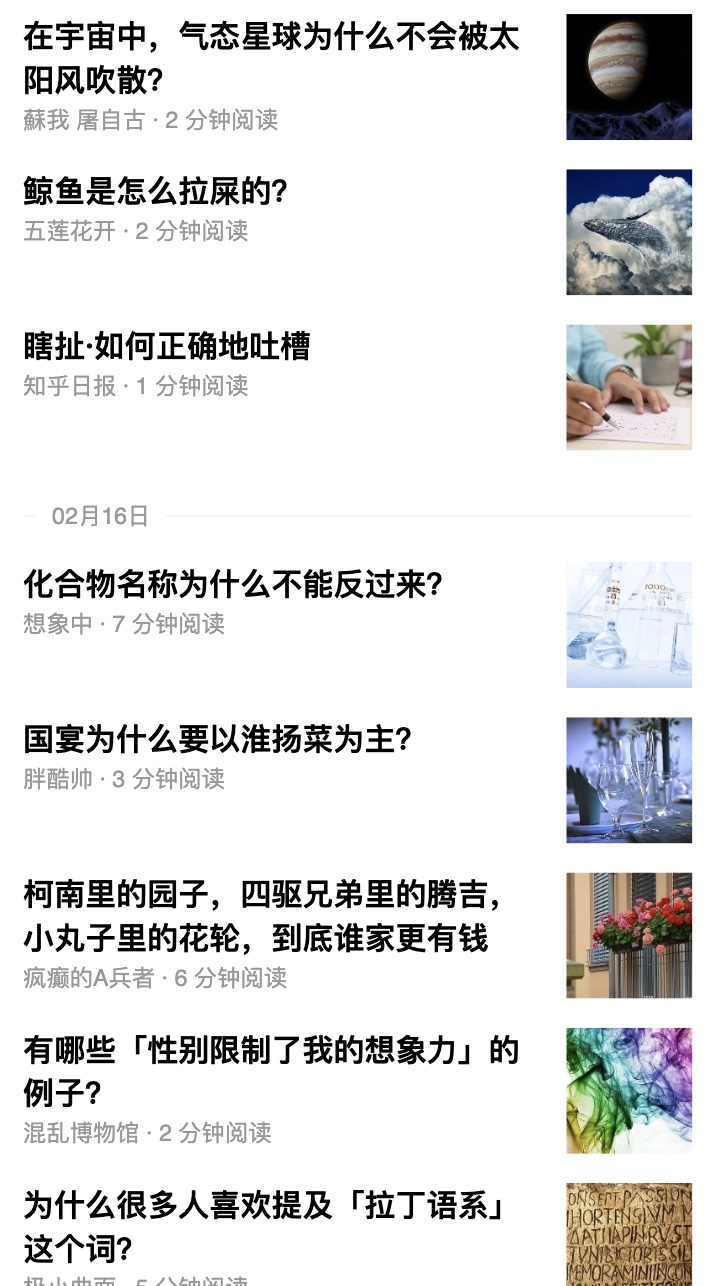 在宇宙中，气态星球为什么不会被太
阳风吹散？
蘇我 屠自古 · 2 分钟阅读
鲸鱼是怎么拉屎的？
五莲花开 · 2 分钟阅读
瞎扯·如何正确地吐槽
知乎日报 · 1 分钟阅读
02月16日
化合物名称为什么不能反过来？
想象中 · 7 分钟阅读
1000
国宴为什么要以淮扬菜为主？
胖酷帅 · 3 分钟阅读
柯南里的园子，四驱兄弟里的腾吉，
小丸子里的花轮，到底谁家更有钱
疯癫的A兵者 · 6 分钟阅读
有哪些「性别限制了我的想象力」的
例子？
混乱博物馆 · 2 分钟阅读
为什么很多人喜欢提及「拉丁语系」
这个词？
极小曲面 · 5 分钟阅读